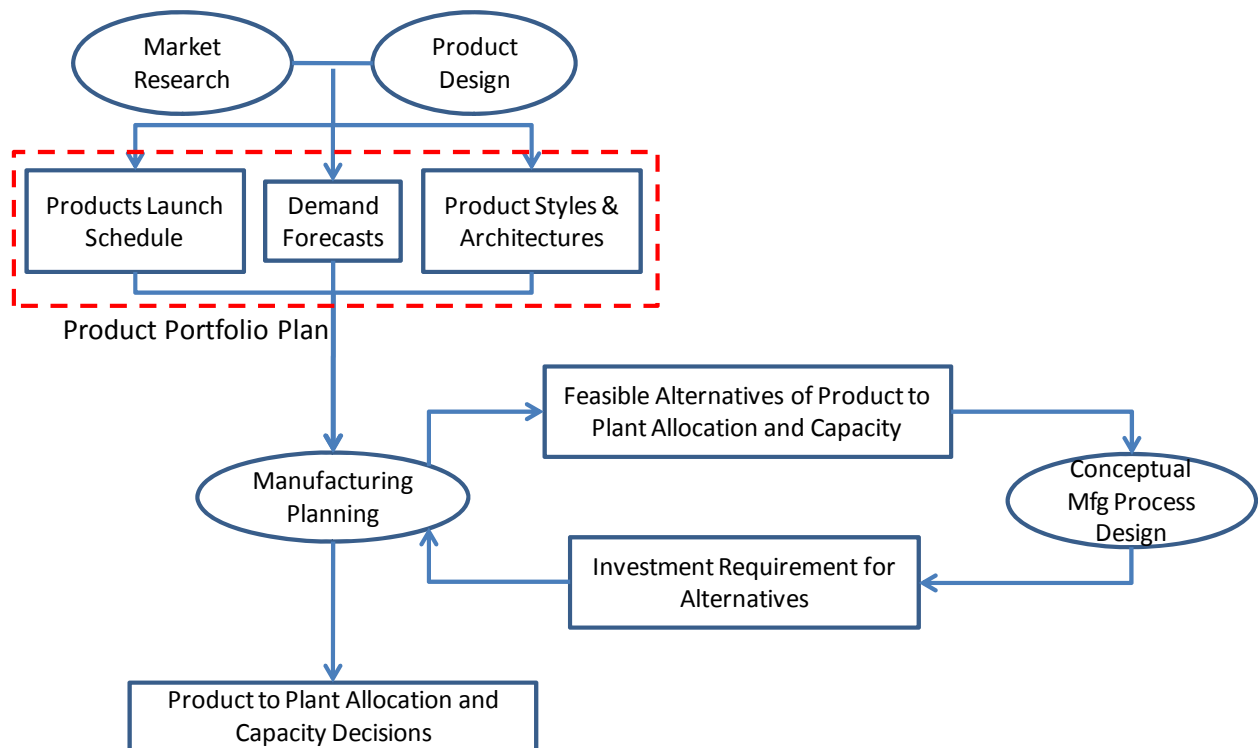 Market
Research
Product
Design
Products Launch
Schedule
Demand
Forecasts
Product Styles &
Architectures
Product Portfolio Plan
Feasible Alternatives of Product to
Plant Allocation and Capacity
Manufacturing
Planning
Conceptual
Mfg Process
Design
Investment Requirement for
Alternatives
Product to Plant Allocation and
Capacity Decisions